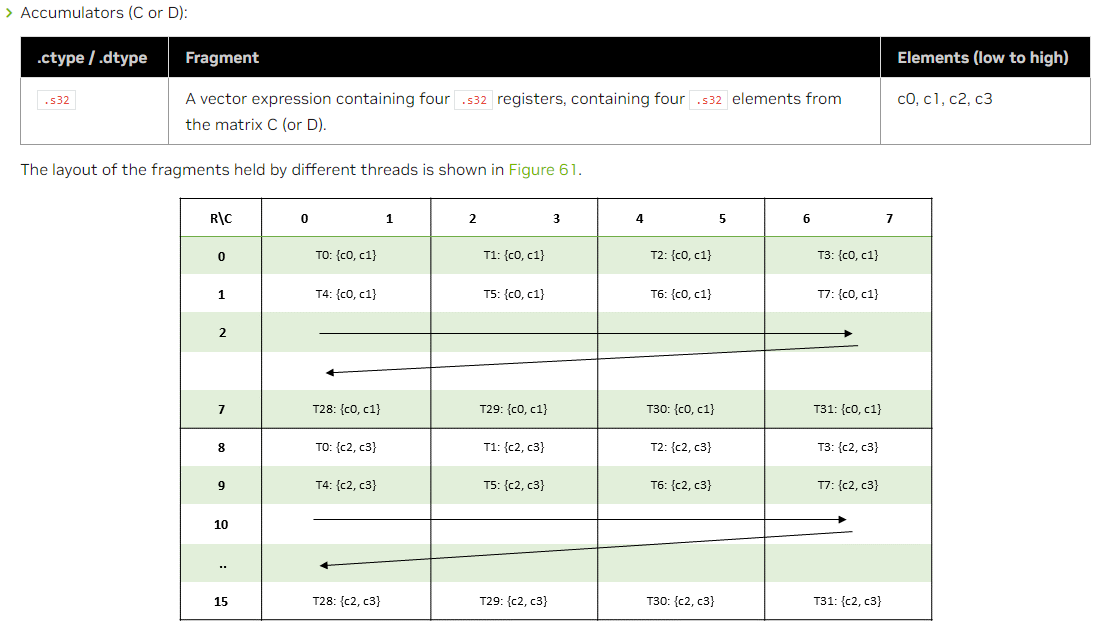 › Accumulators (C or D):
.ctype / .dtype Fragment Elements (low to high)
.s32 A vector expression containing four .s32 registers, containing four .s32 elements from c0, c1, c2, c3
the matrix C (or D).
The layout of the fragments held by different threads is shown in Figure 61.
R\C 0 1 2 3 4 5 6 7
0 T0: {c0, c1} T1: {c0, c1} T2: {c0, c1} T3: {c0, c1}
1 T4: {c0, c1} T5: {c0, c1} T6: {c0, c1} T7: {c0, c1}
2
7 T28: {c0, c1} T29: {c0, c1} T30: {c0, c1} T31: {c0, c1}
8 T0: {c2, c3} T1: {c2, c3} T2: {c2, c3} T3: {c2, c3}
9 T4: {c2, c3} T5: {c2, c3} T6: {c2, c3} T7: {c2, c3}
10
..
15 T28: {c2, c3} T29: {c2, c3} T30: {c2, c3} T31: {c2, c3}